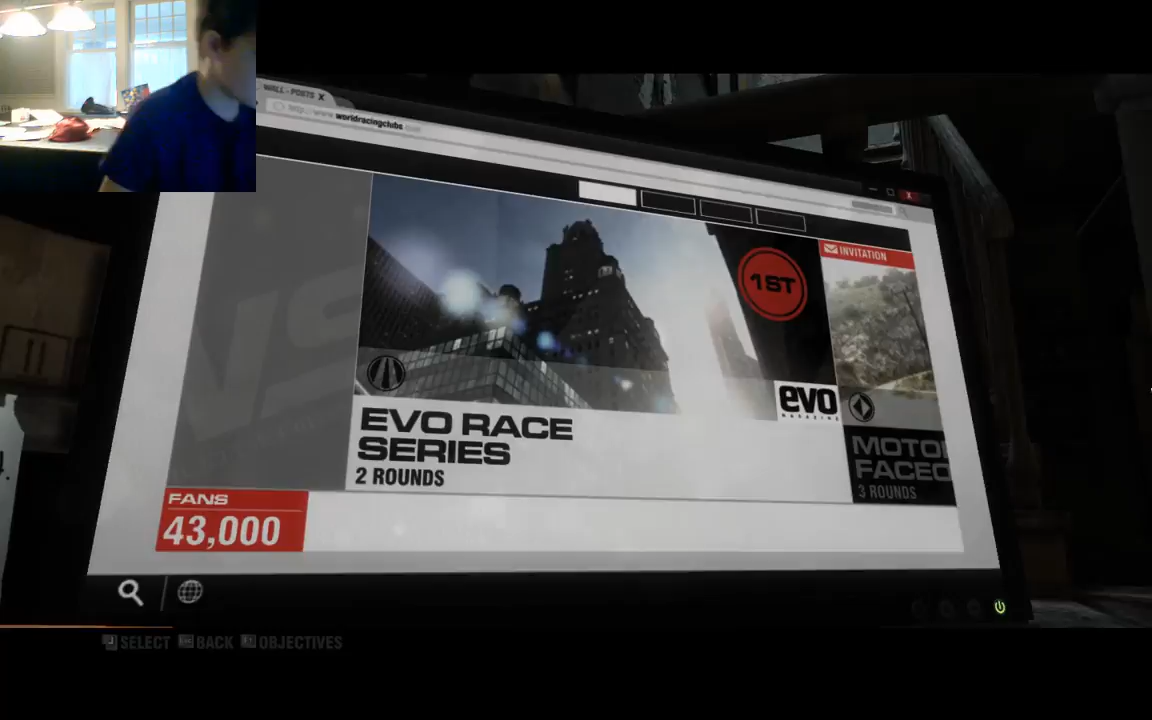 WALL - POSTS X
http://www.worldracingclubs.com
INVITATION
1ST
evo
MAGAZINE
EVO RACE
SERIES
2 ROUNDS
MOTO
FACEO
3 ROUNDS
FANS
43,000
SELECT BACK OBJECTIVES